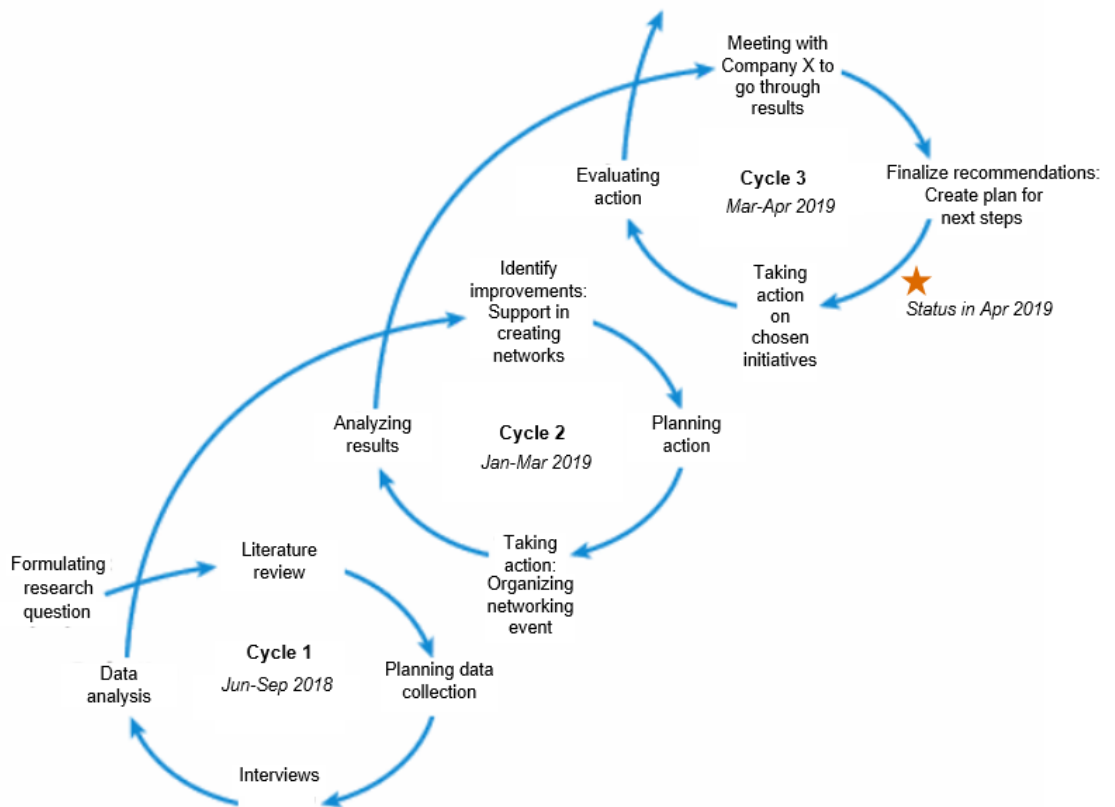 Meeting with
Company X to
go through
results
Evaluating
action
Cycle 3
Mar-Apr 2019
Finalize recommendations:
Create plan for
next steps
Taking
action on
chosen
initiatives
Status in Apr 2019
Identify
improvements:
Support in
creating
networks
Analyzing
results
Cycle 2
Jan-Mar 2019
Planning
action
Taking
action:
Organizing
networking
event
Formulating
research
question
Literature
review
Cycle 1
Jun-Sep 2018
Data
analysis
Planning data
collection
Interviews